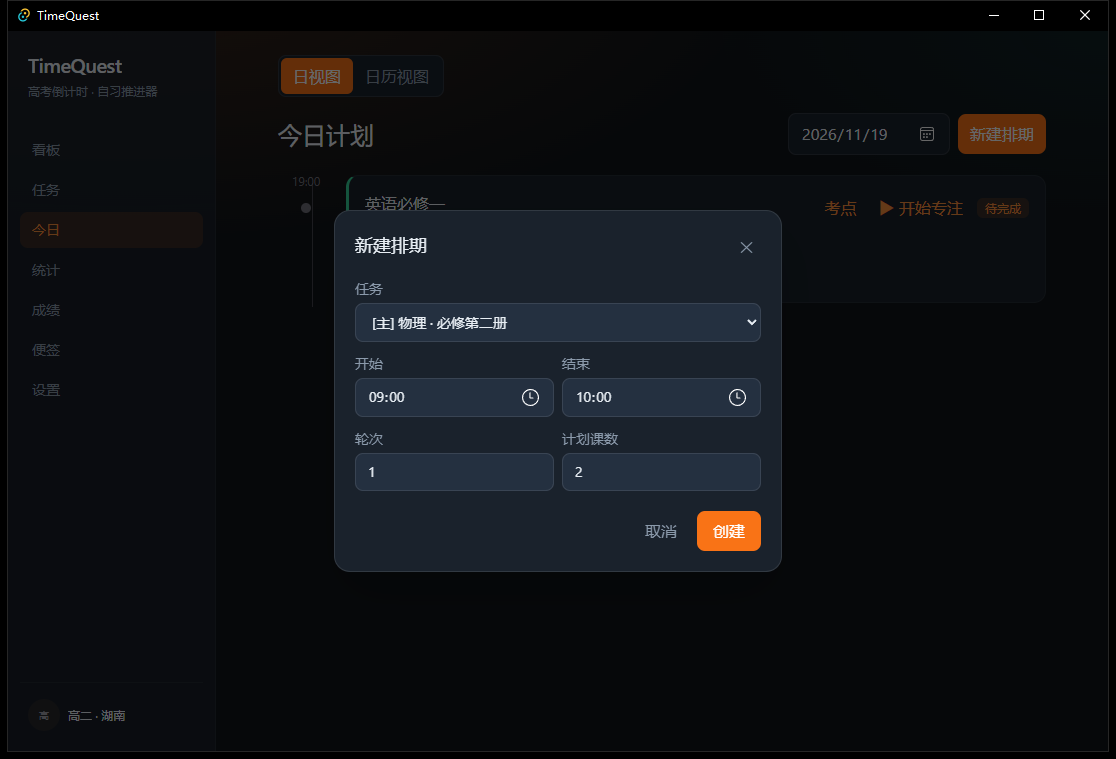 TimeQuest
TimeQuest
高考倒计时 · 自习推进器
看板
任务
今日
统计
成绩
便签
设置
高
高二 · 湖南
日视图 日历视图
今日计划
2026/11/19
新建排期
19:00
英语必修一
考点 ▶ 开始专注 待完成
新建排期
任务
[主] 物理 · 必修第二册
开始 结束
09:00 10:00
轮次 计划课数
1 2
取消 创建